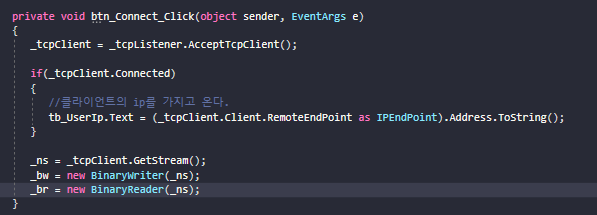 private void btn_Connect_Click(object sender, EventArgs e)
{
_tcpClient = _tcpListener.AcceptTcpClient();
if(_tcpClient.Connected)
{
//클라이언트의 ip를 가지고 온다.
tb_UserIp.Text = (_tcpClient.Client.RemoteEndPoint as IPEndPoint).Address.ToString();
}
_ns = _tcpClient.GetStream();
_bw = new BinaryWriter(_ns);
_br = new BinaryReader(_ns);
}